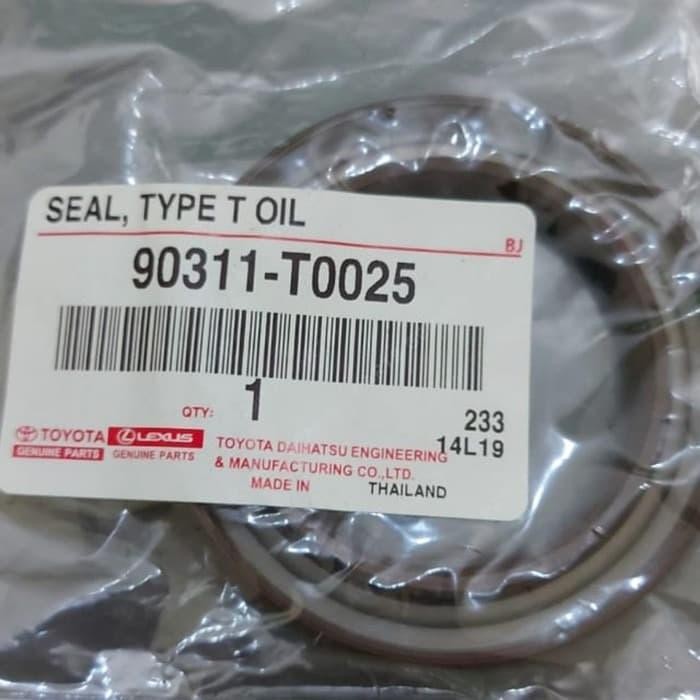 SEAL, TYPE T OIL
BJ
90311-T0025
QTY: 1
233
14L19
TOYOTA LEXUS
GENUINE PARTS GENUINE PARTS
TOYOTA DAIHATSU ENGINEERING
& MANUFACTURING CO.,LTD.
MADE IN THAILAND